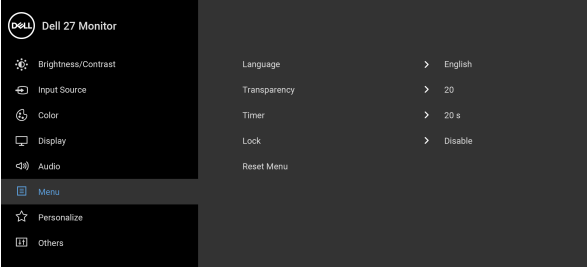 DELL Dell 27 Monitor
Brightness/Contrast Language English
Input Source Transparency 20
Color Timer 20 s
Display Lock Disable
Audio Reset Menu
Menu
Personalize
Others